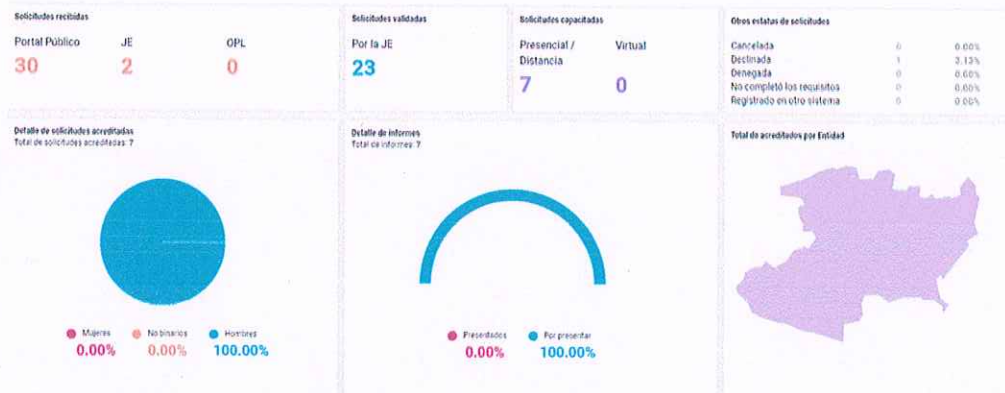 Solicitudes recibidas
Portal Público JE OPL
30 2 0
Solicitudes validadas
Por la JE
23
Solicitudes capacitadas
Presencial / Virtual
Distancia
7 0
Otros estatus de solicitudes
Cancelada 0 0.00%
Declinada 1 3.13%
Denegada 0 0.00%
No completó los requisitos 0 0.00%
Registrado en otro sistema 0 0.00%
Detalle de solicitudes acreditadas
Total de solicitudes acreditadas: 7
Mujeres No binarios Hombres
0.00% 0.00% 100.00%
Detalle de informes
Total de informes: 7
Presentados Por presentar
0.00% 100.00%
Total de acreditados por Entidad